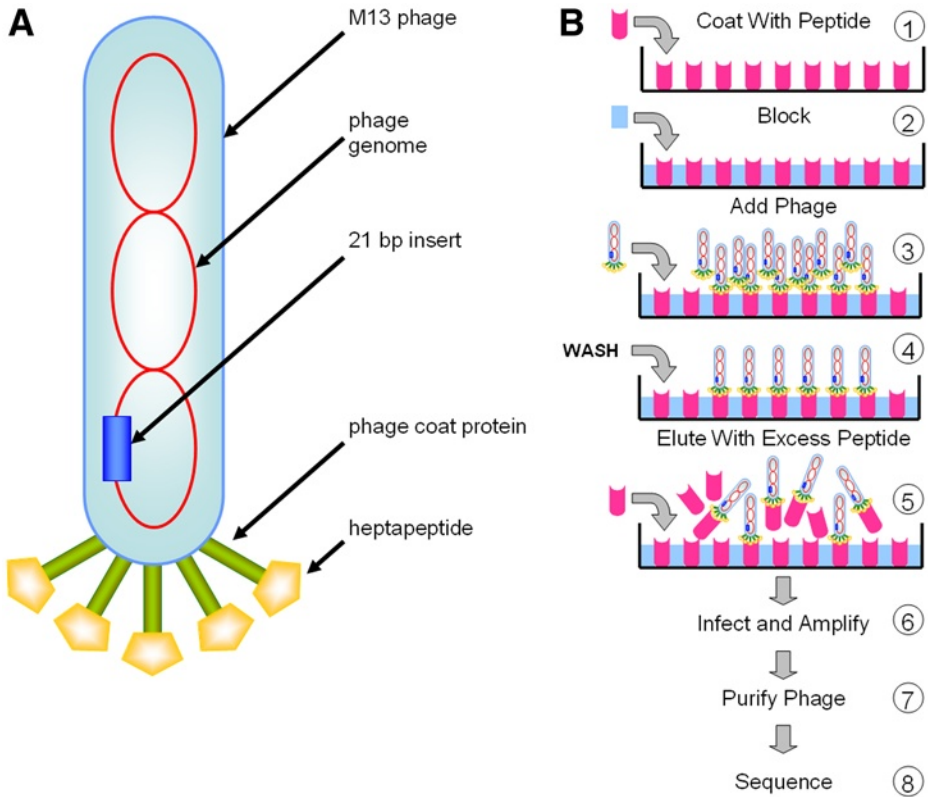 A
M13 phage
phage
genome
21 bp insert
phage coat protein
heptapeptide
B
Coat With Peptide
1
Block
2
Add Phage
3
WASH
4
Elute With Excess Peptide
5
Infect and Amplify
6
Purify Phage
7
Sequence
8